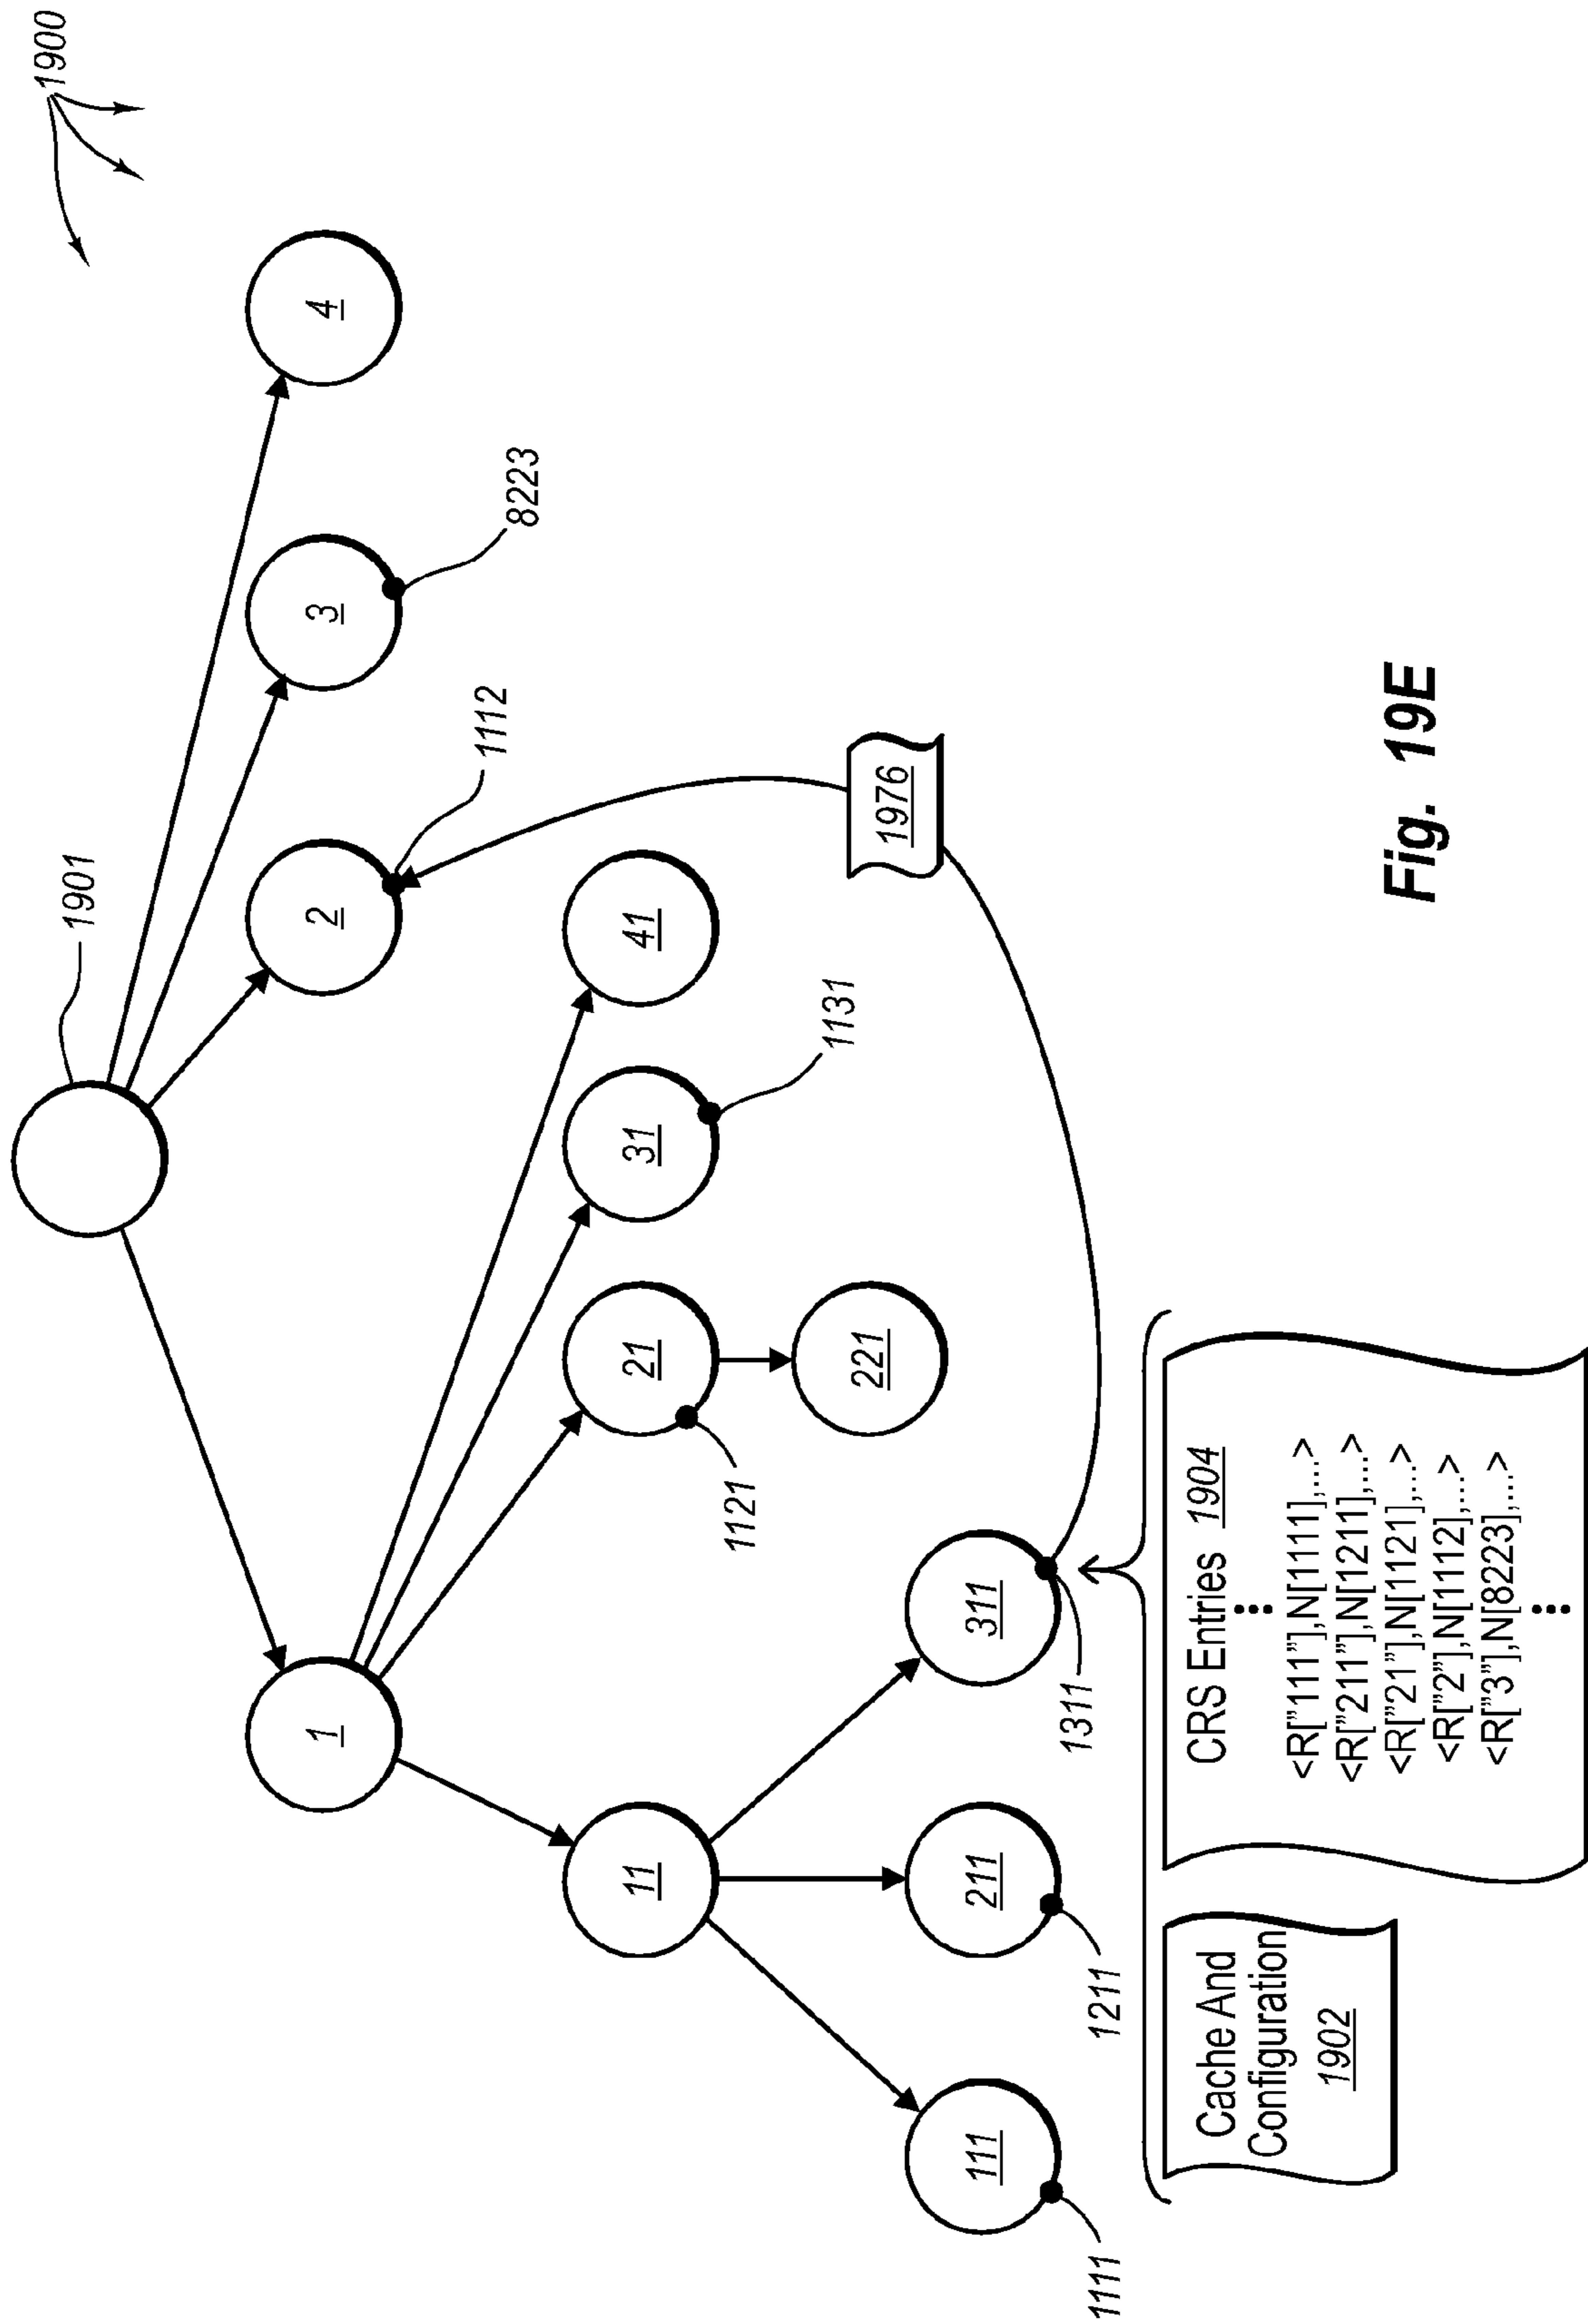 1900
1901
1
2
3
4
1112
8223
11
21
31
41
1121
1131
221
1976
111
211
311
1111
1211
1311
Cache And
Configuration
1902
CRS Entries 1904
⋮
<R["111"],N[1111],...>
<R["211"],N[1211],...>
<R["21"],N[1121],...>
<R["2"],N[1112],...>
<R["3"],N[8223],...>
⋮
Fig. 19E